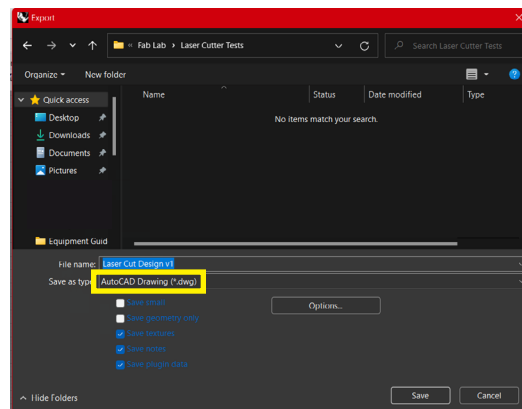 Export
« Fab Lab › Laser Cutter Tests
Search Laser Cutter Tests
Organize
New folder
Name Status Date modified Type
Quick access
No items match your search.
Desktop
Downloads
Documents
Pictures
Equipment Guid
File name: Laser Cut Design v1
Save as type: AutoCAD Drawing (*.dwg)
Save small
Options...
Save geometry only
Save textures
Save notes
Save plugin data
Hide Folders
Save
Cancel